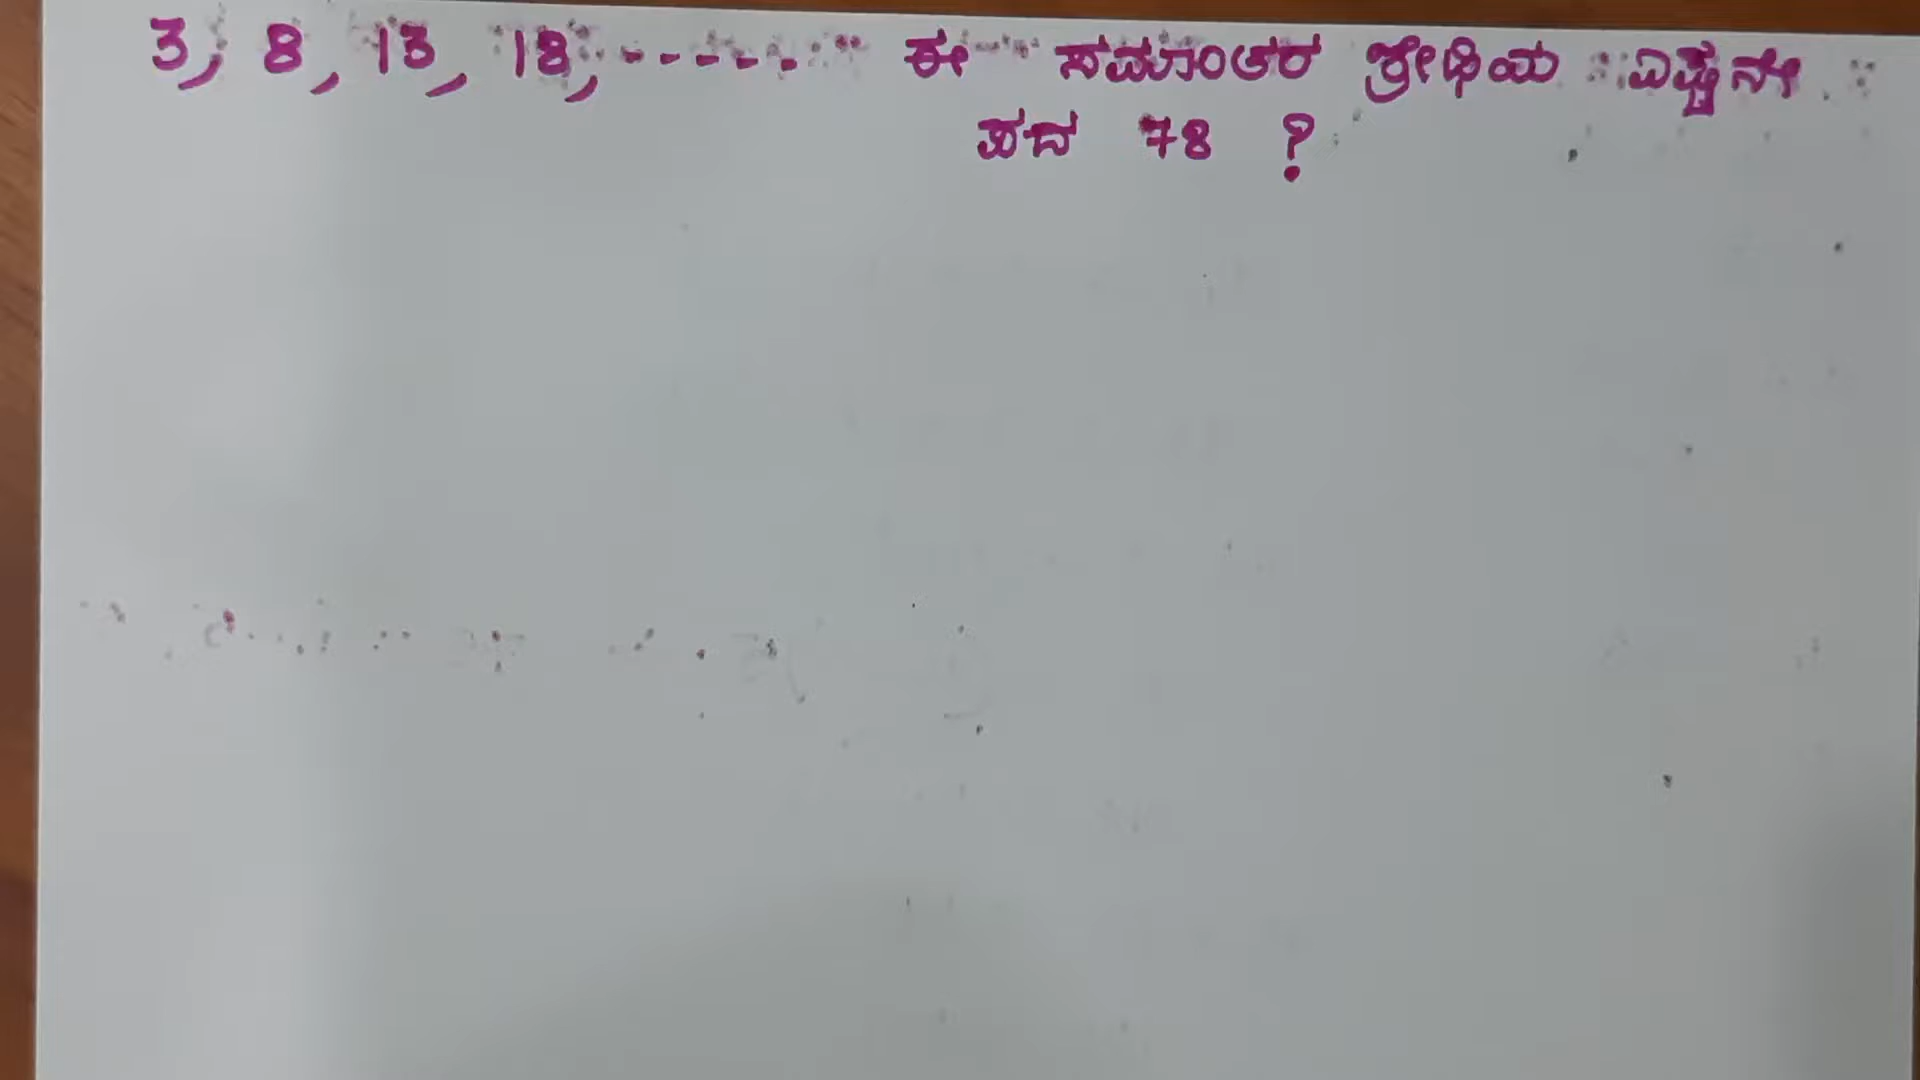 3, 8, 13, 18, ----- ಈ ಸಮಾಂತರ ಶ್ರೇಢಿಯ ಎಷ್ಟನೇ
ಪದ 78 ?